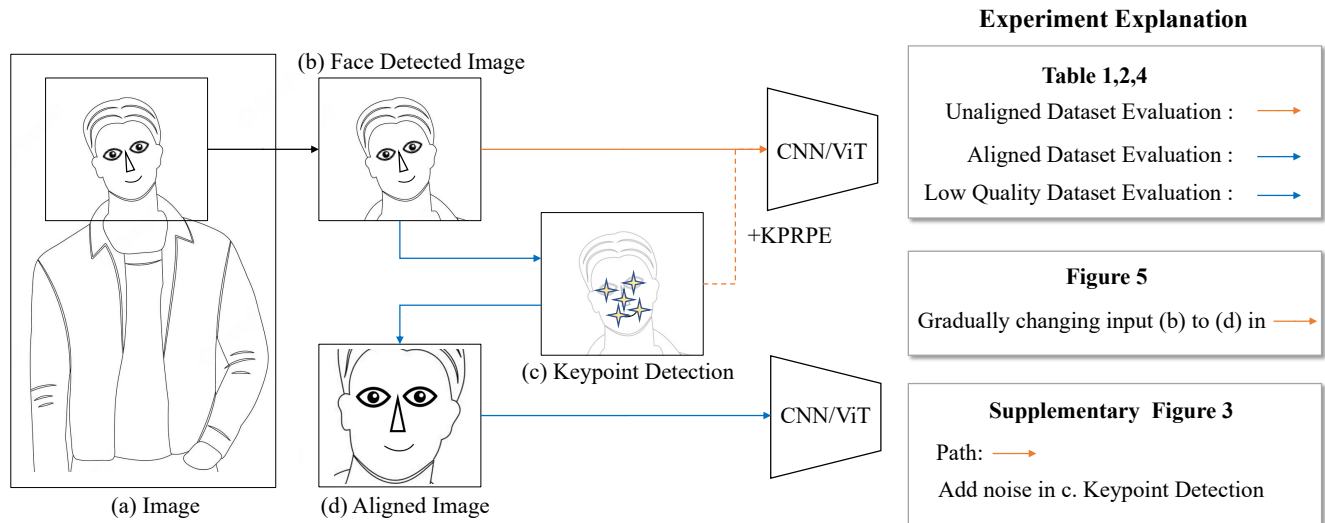 (b) Face Detected Image
CNN/ViT
+KPRPE
(c) Keypoint Detection
CNN/ViT
(a) Image
(d) Aligned Image
Experiment Explanation
Table 1,2,4
Unaligned Dataset Evaluation :
Aligned Dataset Evaluation :
Low Quality Dataset Evaluation :
Figure 5
Gradually changing input (b) to (d) in
Supplementary Figure 3
Path:
Add noise in c. Keypoint Detection